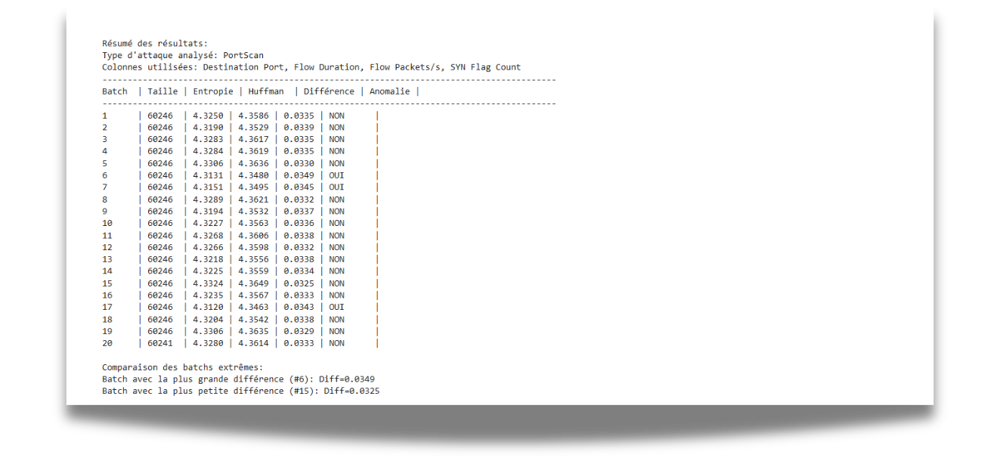 Résumé des résultats:
Type d'attaque analysé: PortScan
Colonnes utilisées: Destination Port, Flow Duration, Flow Packets/s, SYN Flag Count
------------------------------------------------------------------------------------------
Batch  | Taille | Entropie | Huffman  | Différence | Anomalie |
------------------------------------------------------------------------------------------
1      | 60246  | 4.3250 | 4.3586 | 0.0335 | NON      |
2      | 60246  | 4.3190 | 4.3529 | 0.0339 | NON      |
3      | 60246  | 4.3283 | 4.3617 | 0.0335 | NON      |
4      | 60246  | 4.3284 | 4.3619 | 0.0335 | NON      |
5      | 60246  | 4.3306 | 4.3636 | 0.0330 | NON      |
6      | 60246  | 4.3131 | 4.3480 | 0.0349 | OUI      |
7      | 60246  | 4.3151 | 4.3495 | 0.0345 | OUI      |
8      | 60246  | 4.3289 | 4.3621 | 0.0332 | NON      |
9      | 60246  | 4.3194 | 4.3532 | 0.0337 | NON      |
10     | 60246  | 4.3227 | 4.3563 | 0.0336 | NON      |
11     | 60246  | 4.3268 | 4.3606 | 0.0338 | NON      |
12     | 60246  | 4.3266 | 4.3598 | 0.0332 | NON      |
13     | 60246  | 4.3218 | 4.3556 | 0.0338 | NON      |
14     | 60246  | 4.3225 | 4.3559 | 0.0334 | NON      |
15     | 60246  | 4.3324 | 4.3649 | 0.0325 | NON      |
16     | 60246  | 4.3235 | 4.3567 | 0.0333 | NON      |
17     | 60246  | 4.3120 | 4.3463 | 0.0343 | OUI      |
18     | 60246  | 4.3204 | 4.3542 | 0.0338 | NON      |
19     | 60246  | 4.3306 | 4.3635 | 0.0329 | NON      |
20     | 60241  | 4.3280 | 4.3614 | 0.0333 | NON      |
Comparaison des batchs extrêmes:
Batch avec la plus grande différence (#6): Diff=0.0349
Batch avec la plus petite différence (#15): Diff=0.0325